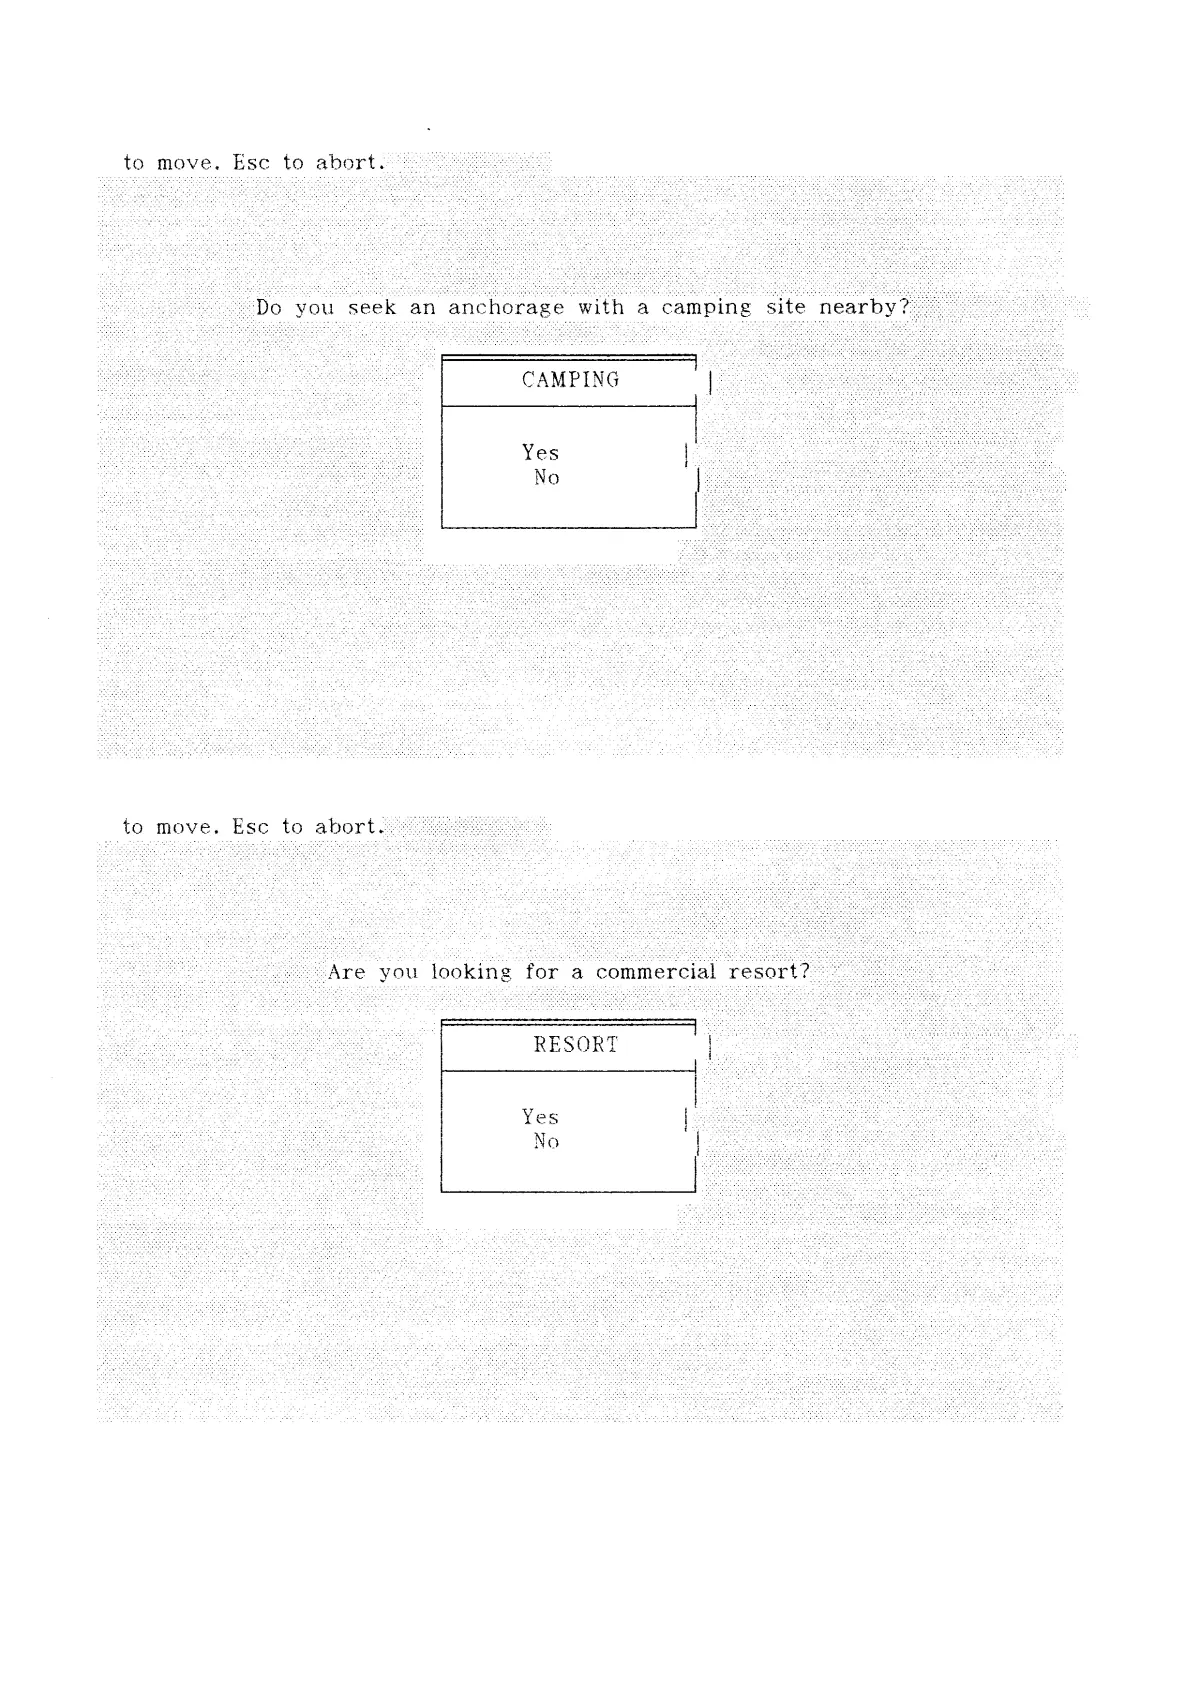 to move. Esc to abort.
Do you seek an anchorage with a camping site nearby?
CAMPING
Yes
No
to move. Esc to abort.
Are you looking for a commercial resort?
RESORT
Yes
No